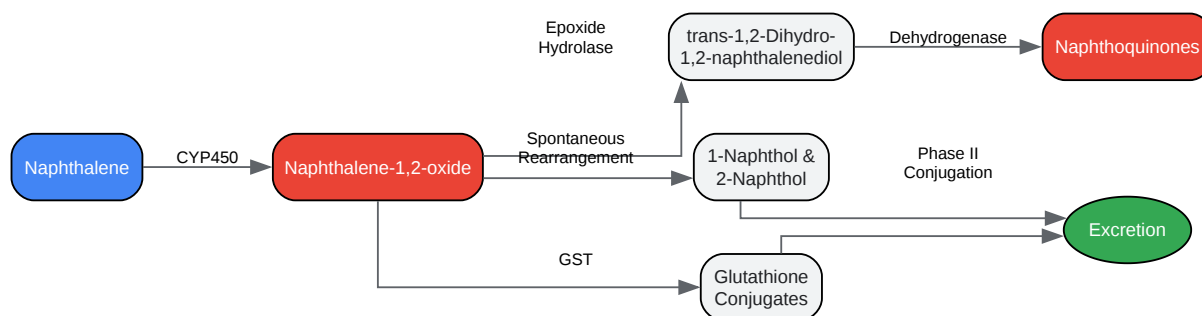 Epoxide
Hydrolase
trans-1,2-Dihydro-
1,2-naphthalenediol
Dehydrogenase
Naphthoquinones
Naphthalene
CYP450
Naphthalene-1,2-oxide
Spontaneous
Rearrangement
1-Naphthol &
2-Naphthol
Phase II
Conjugation
Excretion
GST
Glutathione
Conjugates